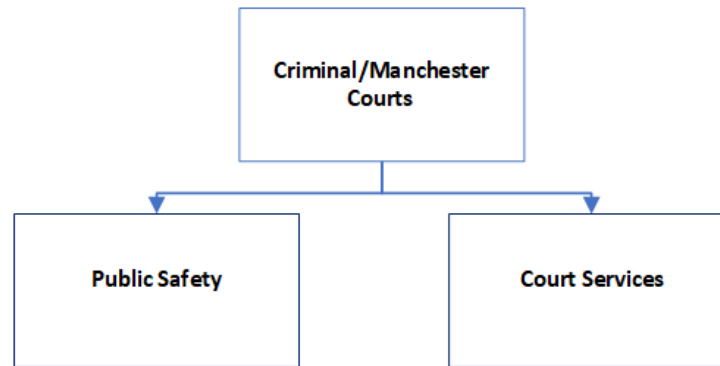 Criminal/Manchester
Courts
Public Safety
Court Services